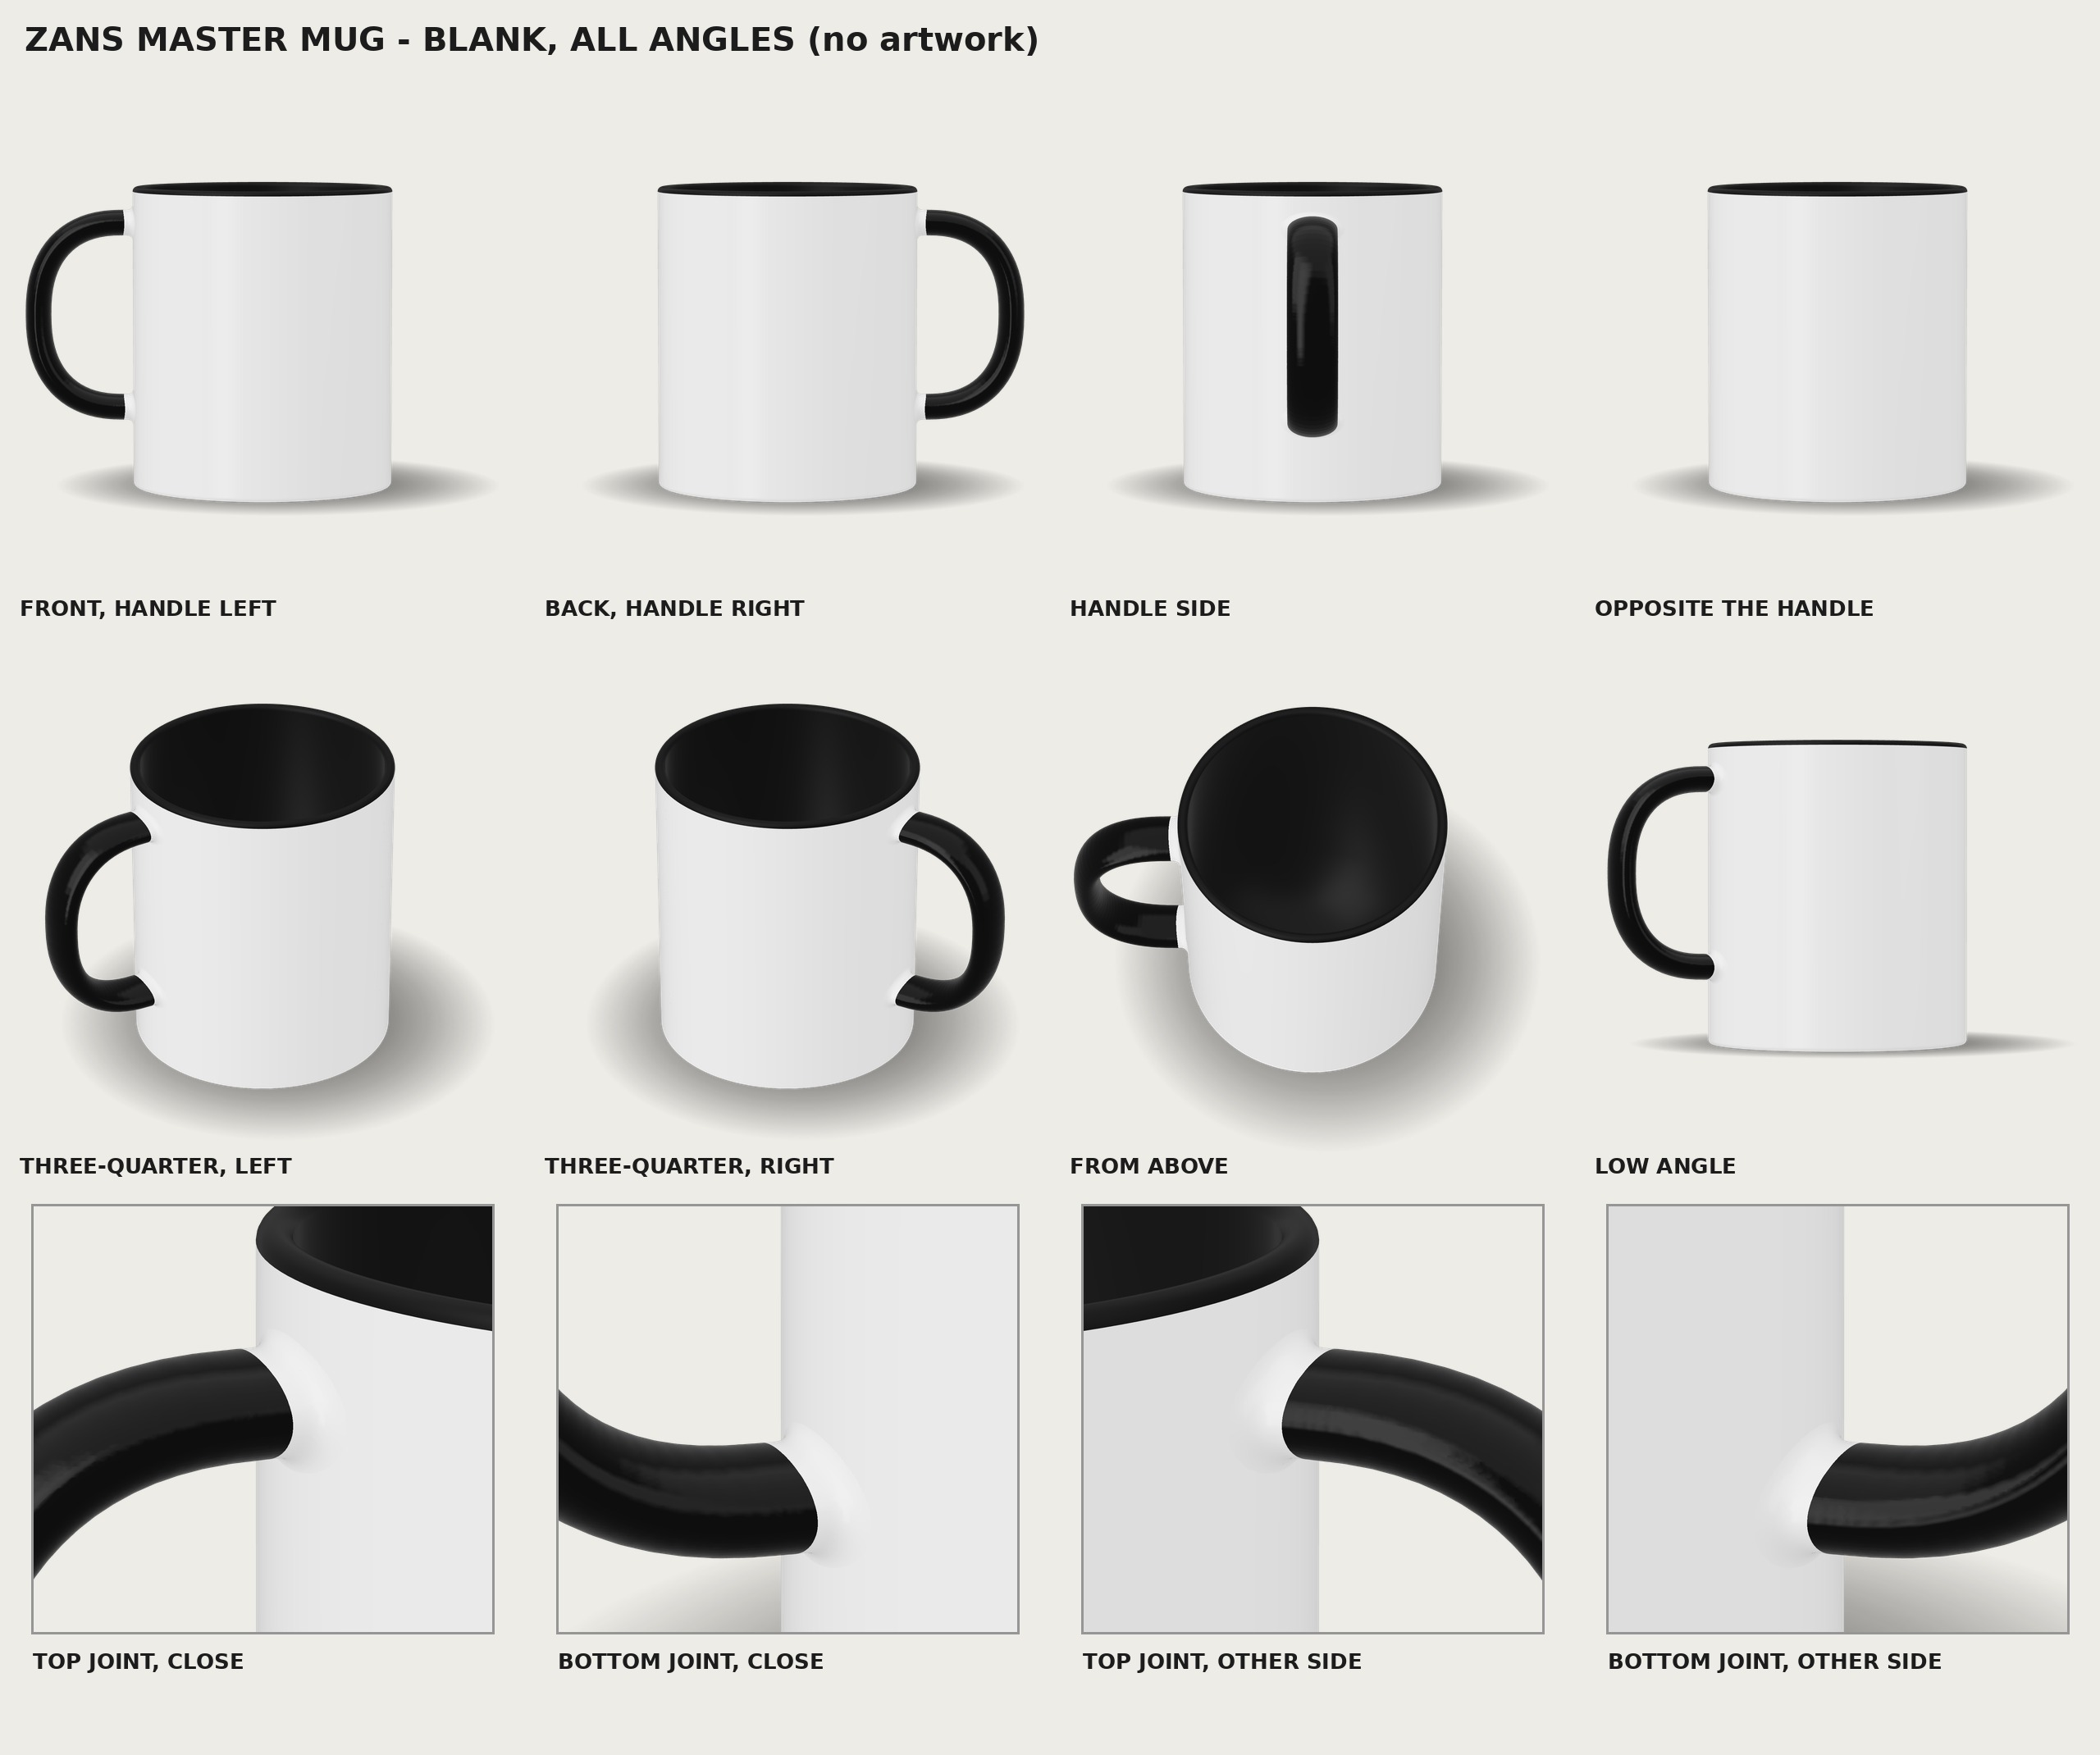 ZANS MASTER MUG - BLANK, ALL ANGLES (no artwork)
FRONT, HANDLE LEFT
BACK, HANDLE RIGHT
HANDLE SIDE
OPPOSITE THE HANDLE
THREE-QUARTER, LEFT
THREE-QUARTER, RIGHT
FROM ABOVE
LOW ANGLE
TOP JOINT, CLOSE
BOTTOM JOINT, CLOSE
TOP JOINT, OTHER SIDE
BOTTOM JOINT, OTHER SIDE